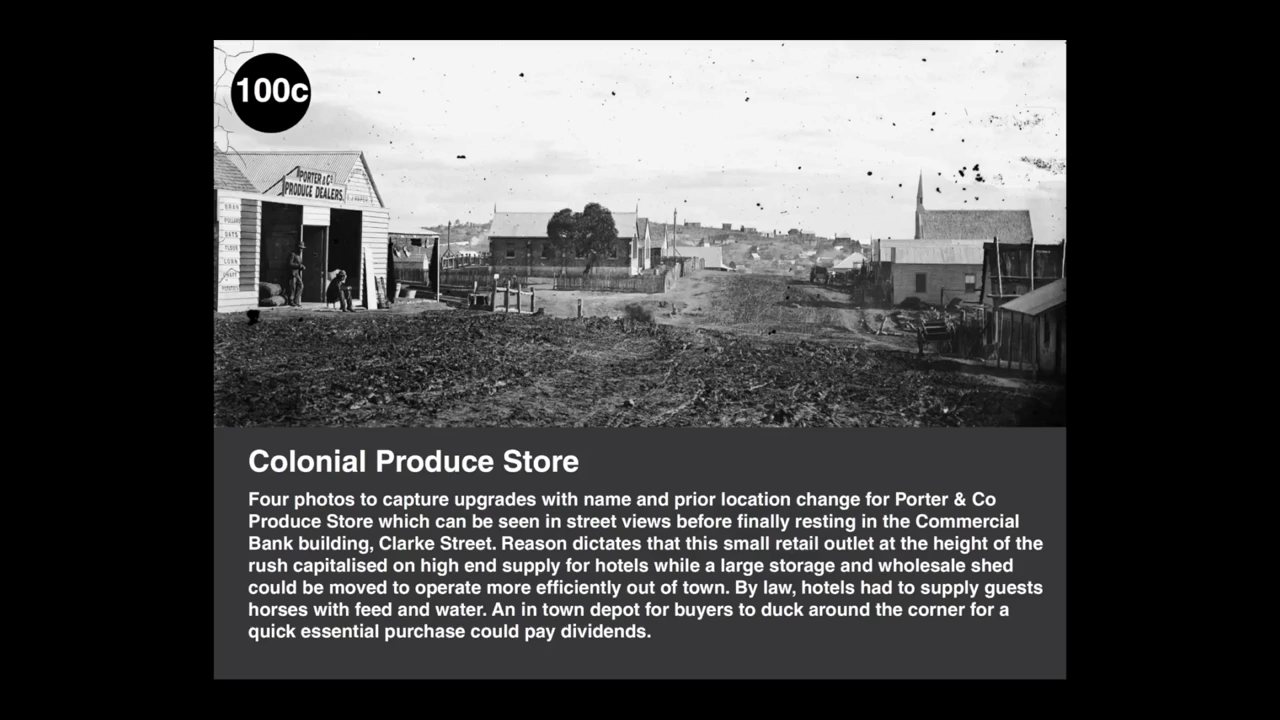 100c
PORTER & Co
PRODUCE DEALERS
BRAN
POLLARD
OATS
FLOUR
CORN
Colonial Produce Store
Four photos to capture upgrades with name and prior location change for Porter & Co
Produce Store which can be seen in street views before finally resting in the Commercial
Bank building, Clarke Street. Reason dictates that this small retail outlet at the height of the
rush capitalised on high end supply for hotels while a large storage and wholesale shed
could be moved to operate more efficiently out of town. By law, hotels had to supply guests
horses with feed and water. An in town depot for buyers to duck around the corner for a
quick essential purchase could pay dividends.